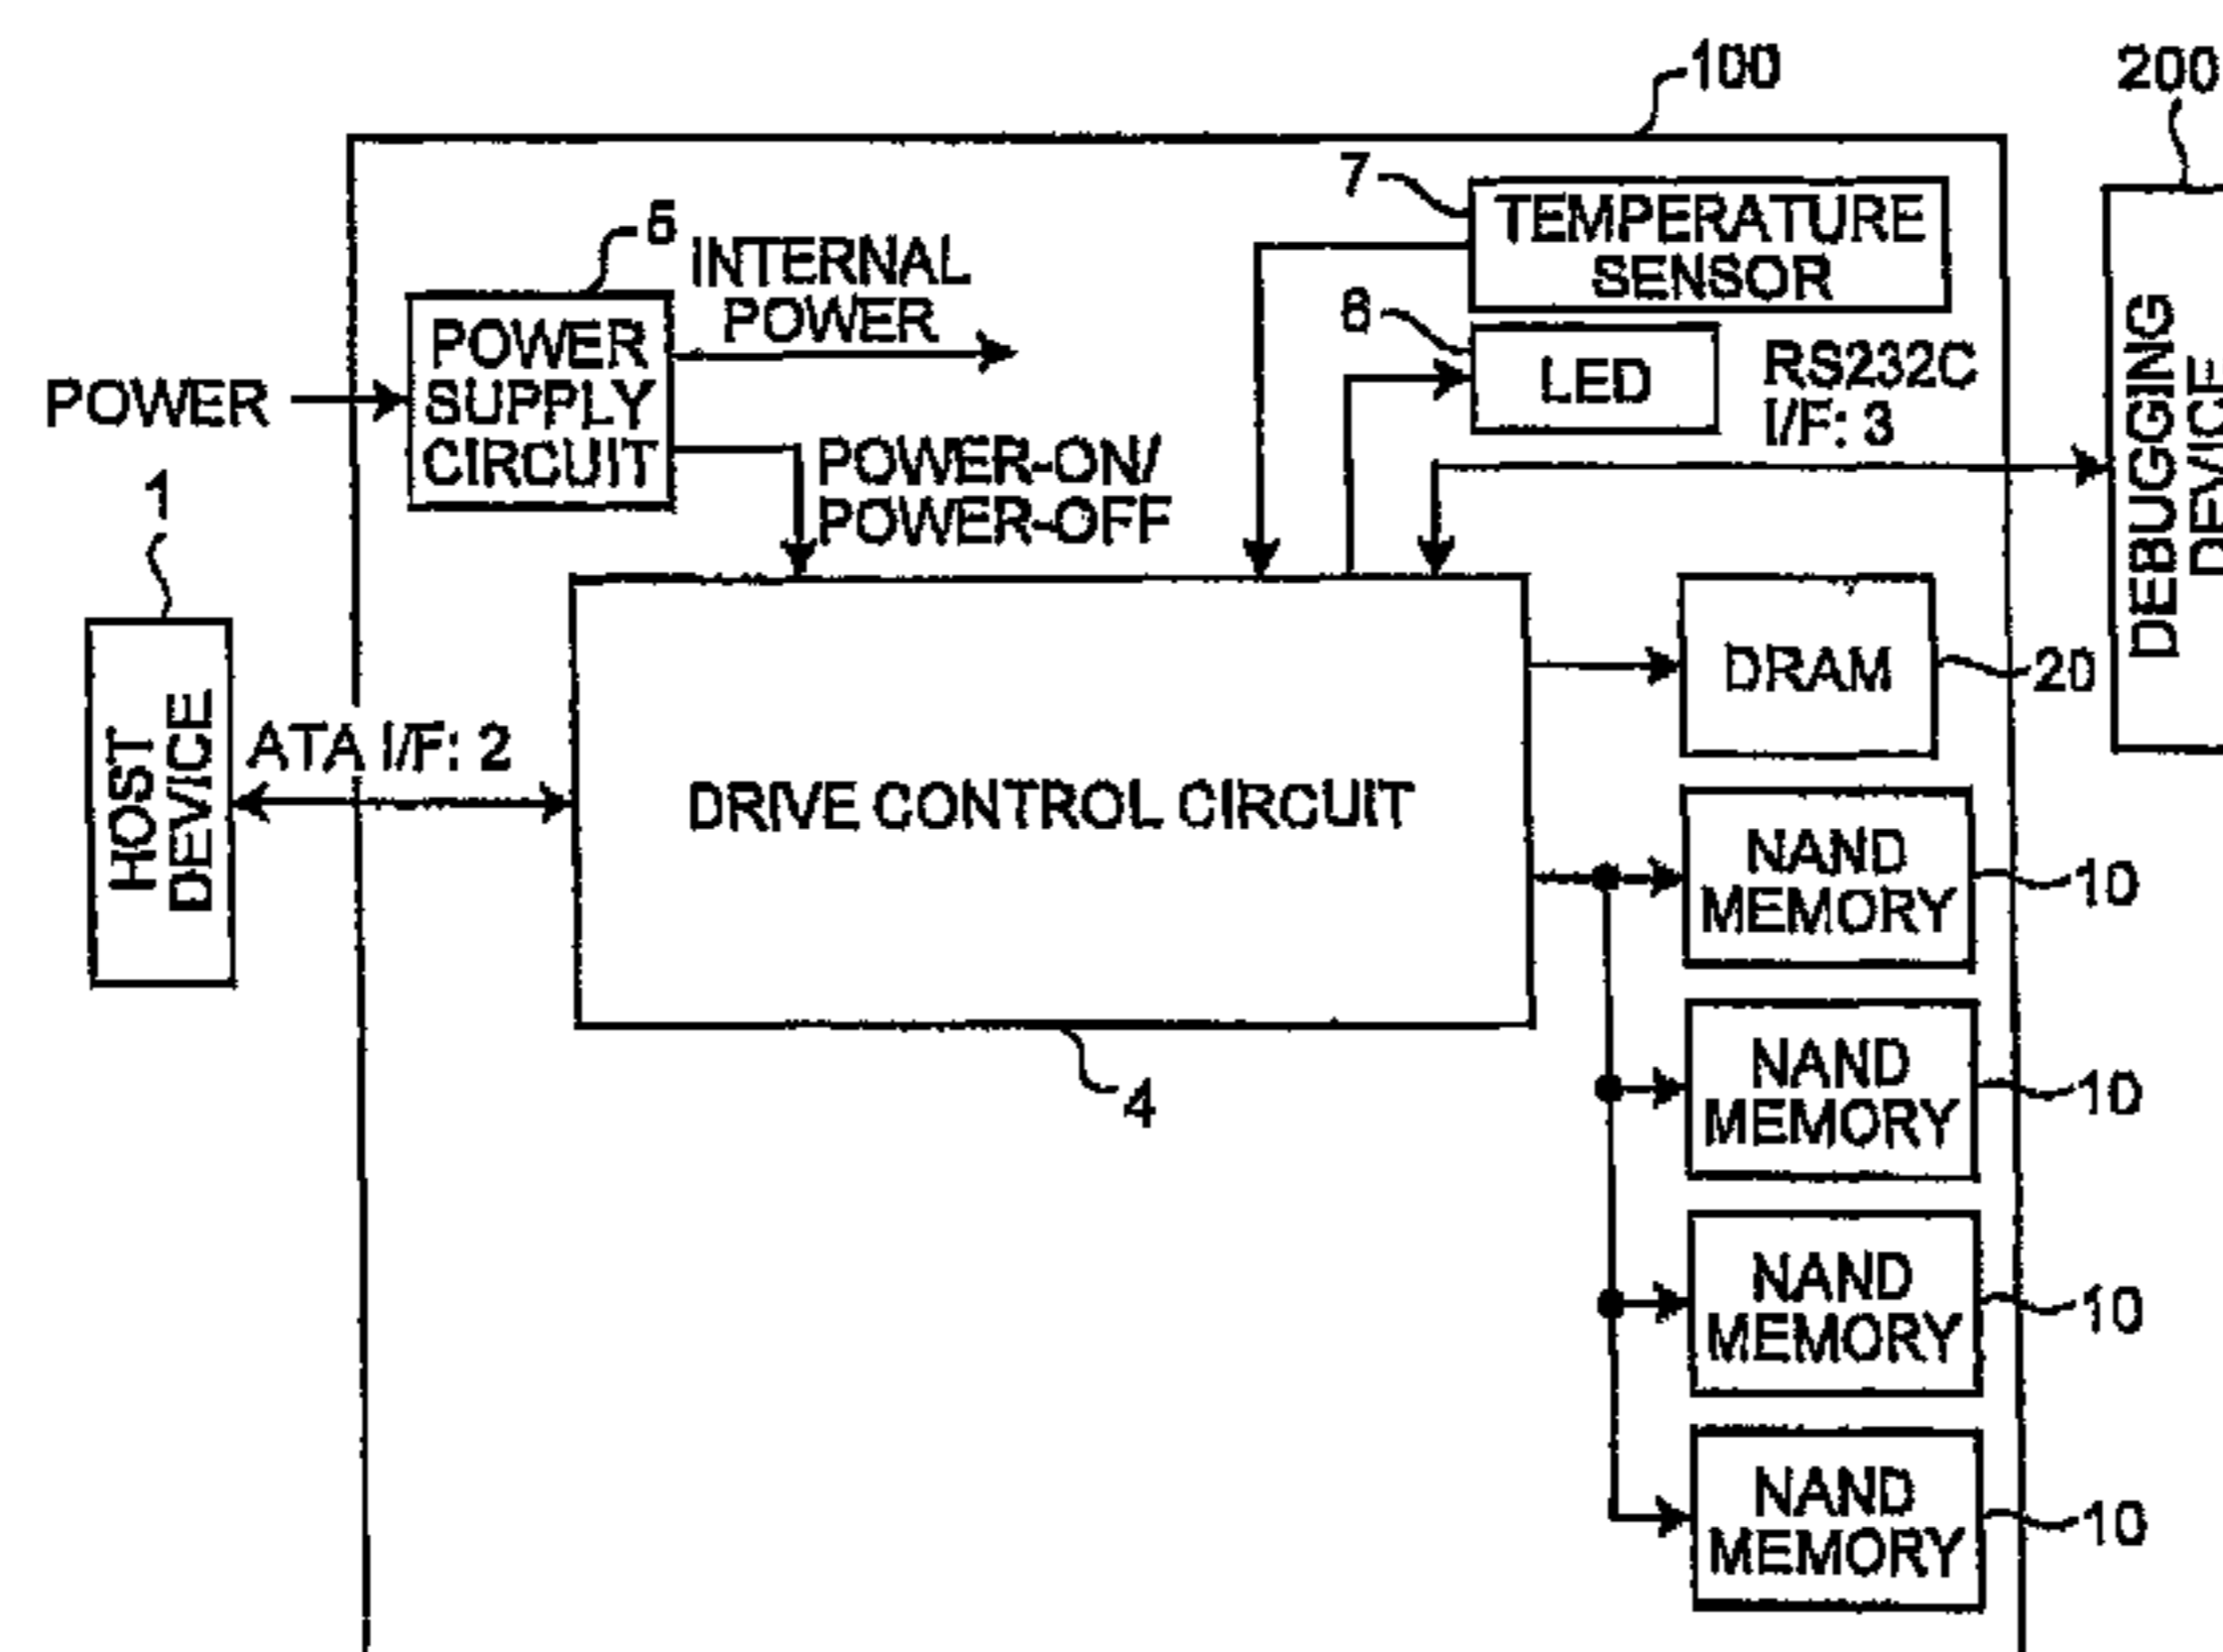 100
200
7
TEMPERATURE
SENSOR
5
INTERNAL
POWER
6
LED
RS232C
I/F: 3
POWER
SUPPLY
CIRCUIT
POWER
POWER-ON/
POWER-OFF
DEBUGGING
DEVICE
1
HOST
DEVICE
ATA I/F: 2
DRIVE CONTROL CIRCUIT
4
DRAM
20
NAND
MEMORY
10
NAND
MEMORY
10
NAND
MEMORY
10
NAND
MEMORY
10